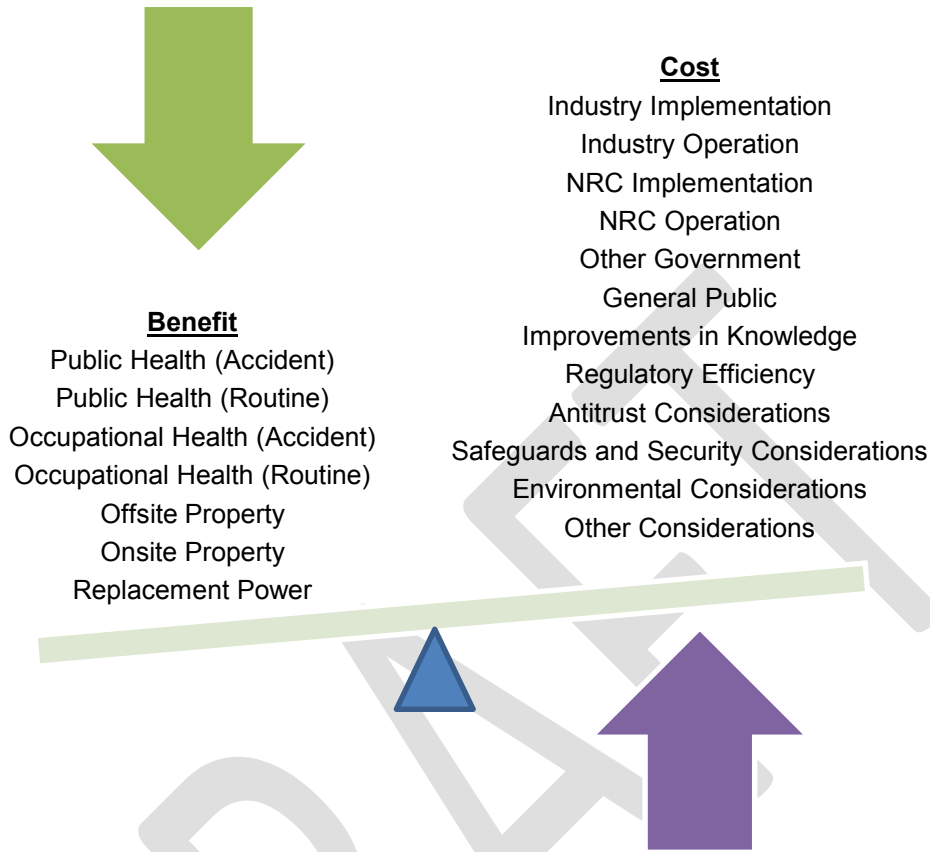 Benefit
Public Health (Accident)
Public Health (Routine)
Occupational Health (Accident)
Occupational Health (Routine)
Offsite Property
Onsite Property
Replacement Power
Cost
Industry Implementation
Industry Operation
NRC Implementation
NRC Operation
Other Government
General Public
Improvements in Knowledge
Regulatory Efficiency
Antitrust Considerations
Safeguards and Security Considerations
Environmental Considerations
Other Considerations
DRAFT